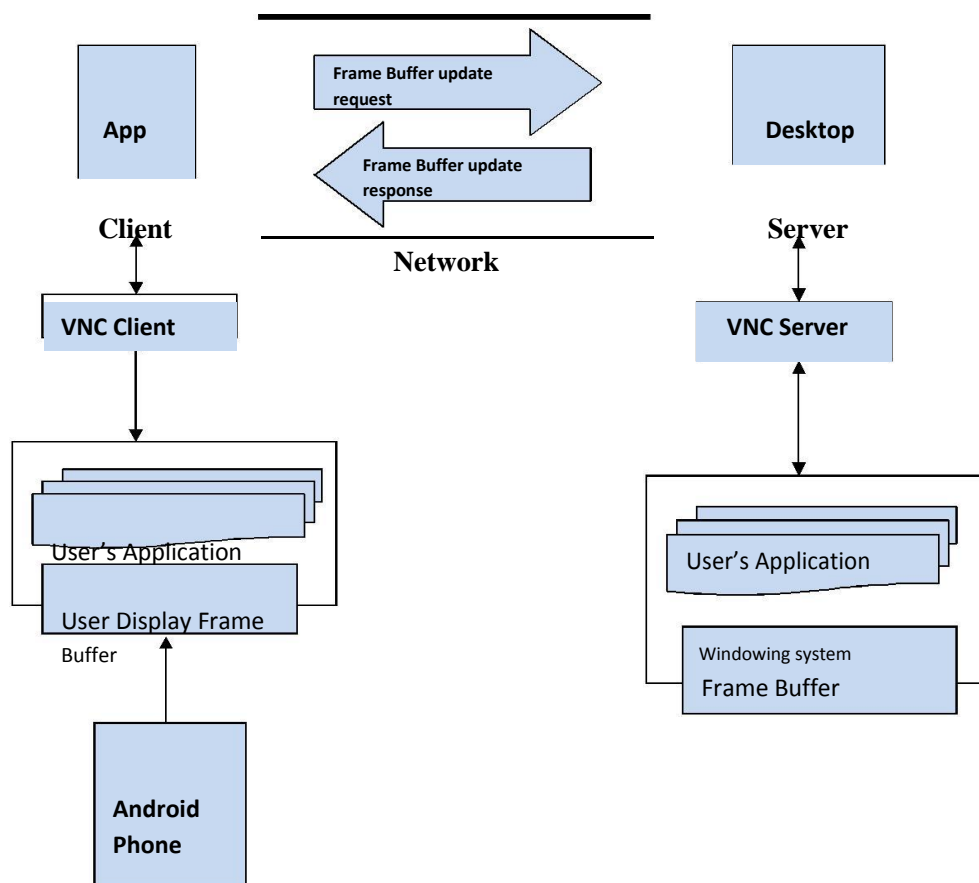 Frame Buffer update
request
App
Desktop
Frame Buffer update
response
Client
Server
Network
VNC Client
VNC Server
User's Application
User Display Frame
Buffer
User's Application
Windowing system
Frame Buffer
Android
Phone